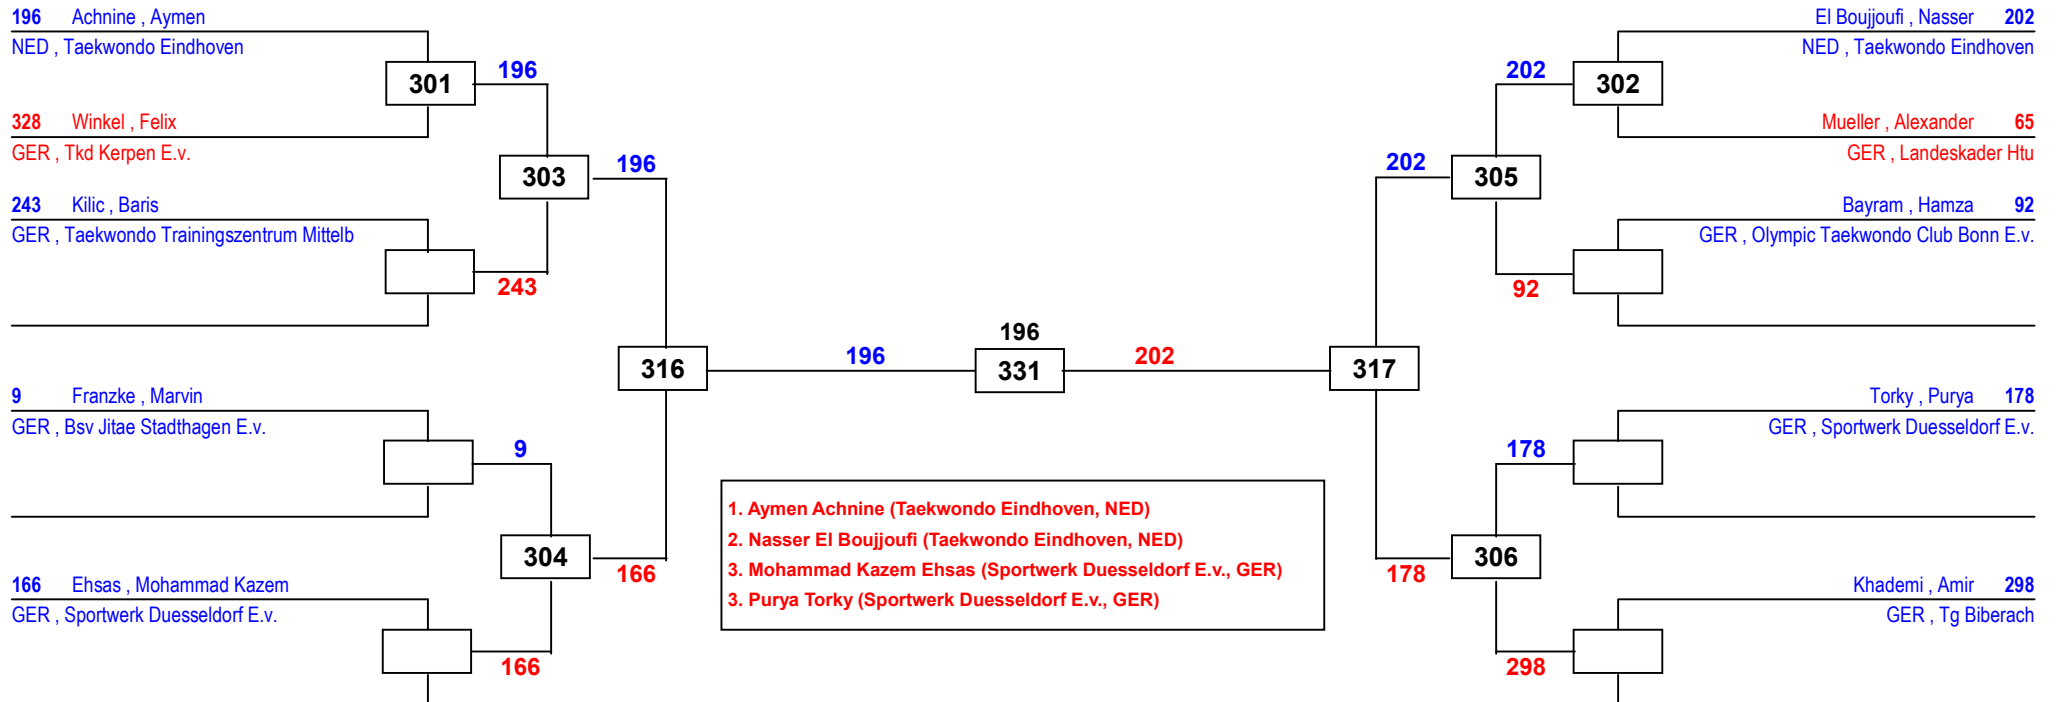 196 Achnine , Aymen
NED , Taekwondo Eindhoven
301
196
328 Winkel , Felix
GER , Tkd Kerpen E.v.
303
196
243 Kilic , Baris
GER , Taekwondo Trainingszentrum Mittelb
243
316
196
9 Franzke , Marvin
GER , Bsv Jitae Stadthagen E.v.
9
304
166
166 Ehsas , Mohammad Kazem
GER , Sportwerk Duesseldorf E.v.
166
196
331
1. Aymen Achnine (Taekwondo Eindhoven, NED)
2. Nasser El Boujjoufi (Taekwondo Eindhoven, NED)
3. Mohammad Kazem Ehsas (Sportwerk Duesseldorf E.v., GER)
3. Purya Torky (Sportwerk Duesseldorf E.v., GER)
El Boujjoufi , Nasser 202
NED , Taekwondo Eindhoven
202
302
Mueller , Alexander 65
GER , Landeskader Htu
202
305
Bayram , Hamza 92
GER , Olympic Taekwondo Club Bonn E.v.
92
202
317
Torky , Purya 178
GER , Sportwerk Duesseldorf E.v.
178
178
306
Khademi , Amir 298
GER , Tg Biberach
298